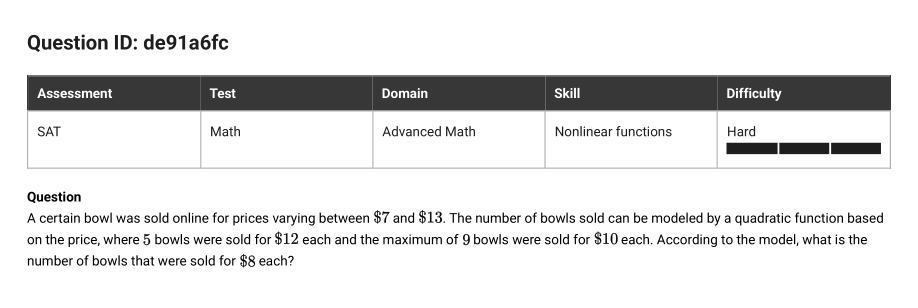 Question ID: de91a6fc
Assessment Test Domain Skill Difficulty
SAT Math Advanced Math Nonlinear functions Hard
Question
A certain bowl was sold online for prices varying between $7 and $13. The number of bowls sold can be modeled by a quadratic function based
on the price, where 5 bowls were sold for $12 each and the maximum of 9 bowls were sold for $10 each. According to the model, what is the
number of bowls that were sold for $8 each?